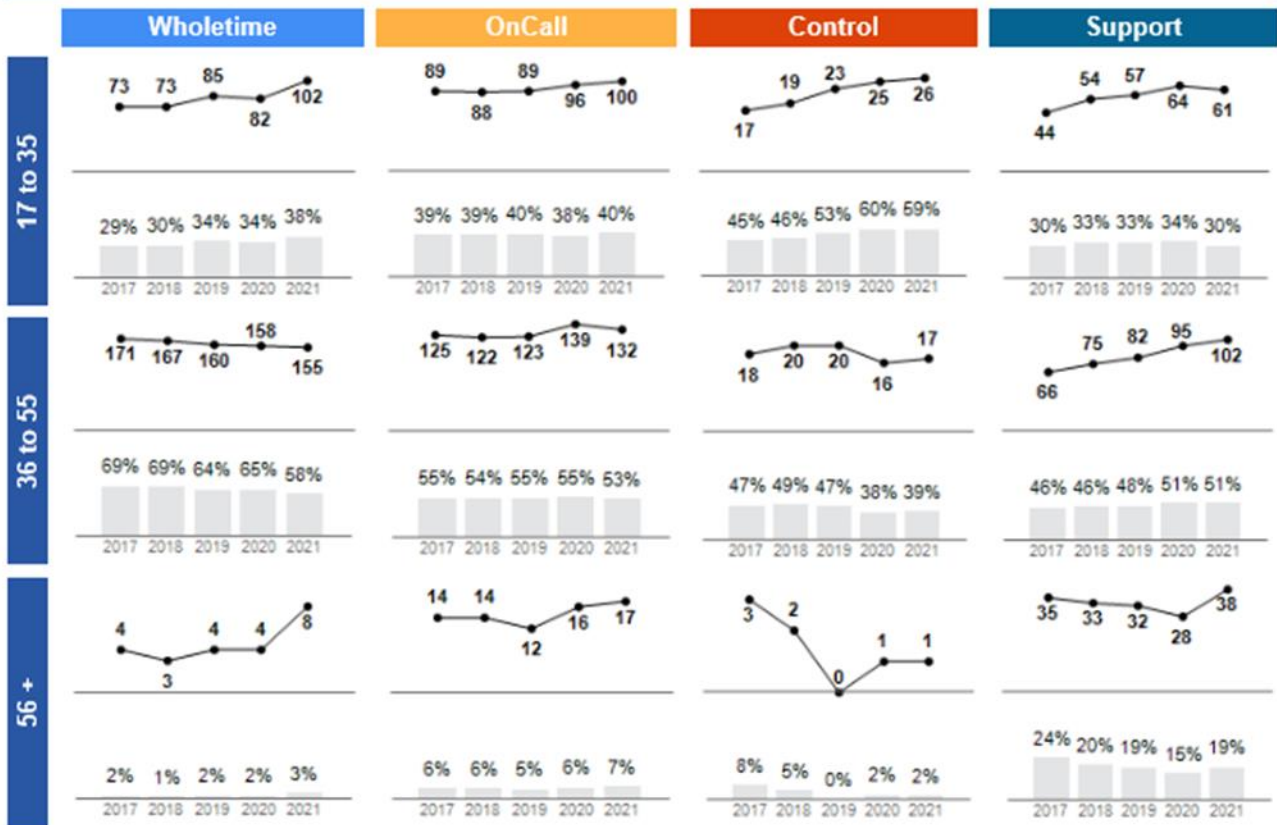 Wholetime OnCall Control Support
17 to 35
73 73 85 82 102
89 88 89 96 100
17 19 23 25 26
44 54 57 64 61
29% 30% 34% 34% 38%
39% 39% 40% 38% 40%
45% 46% 53% 60% 59%
30% 33% 33% 34% 30%
2017 2018 2019 2020 2021
2017 2018 2019 2020 2021
2017 2018 2019 2020 2021
2017 2018 2019 2020 2021
36 to 55
171 167 160 158 155
125 122 123 139 132
18 20 20 16 17
66 75 82 95 102
69% 69% 64% 65% 58%
55% 54% 55% 55% 53%
47% 49% 47% 38% 39%
46% 46% 48% 51% 51%
2017 2018 2019 2020 2021
2017 2018 2019 2020 2021
2017 2018 2019 2020 2021
2017 2018 2019 2020 2021
56 +
4 3 4 4 8
14 14 12 16 17
3 2 0 1 1
35 33 32 28 38
2% 1% 2% 2% 3%
6% 6% 5% 6% 7%
8% 5% 0% 2% 2%
24% 20% 19% 15% 19%
2017 2018 2019 2020 2021
2017 2018 2019 2020 2021
2017 2018 2019 2020 2021
2017 2018 2019 2020 2021